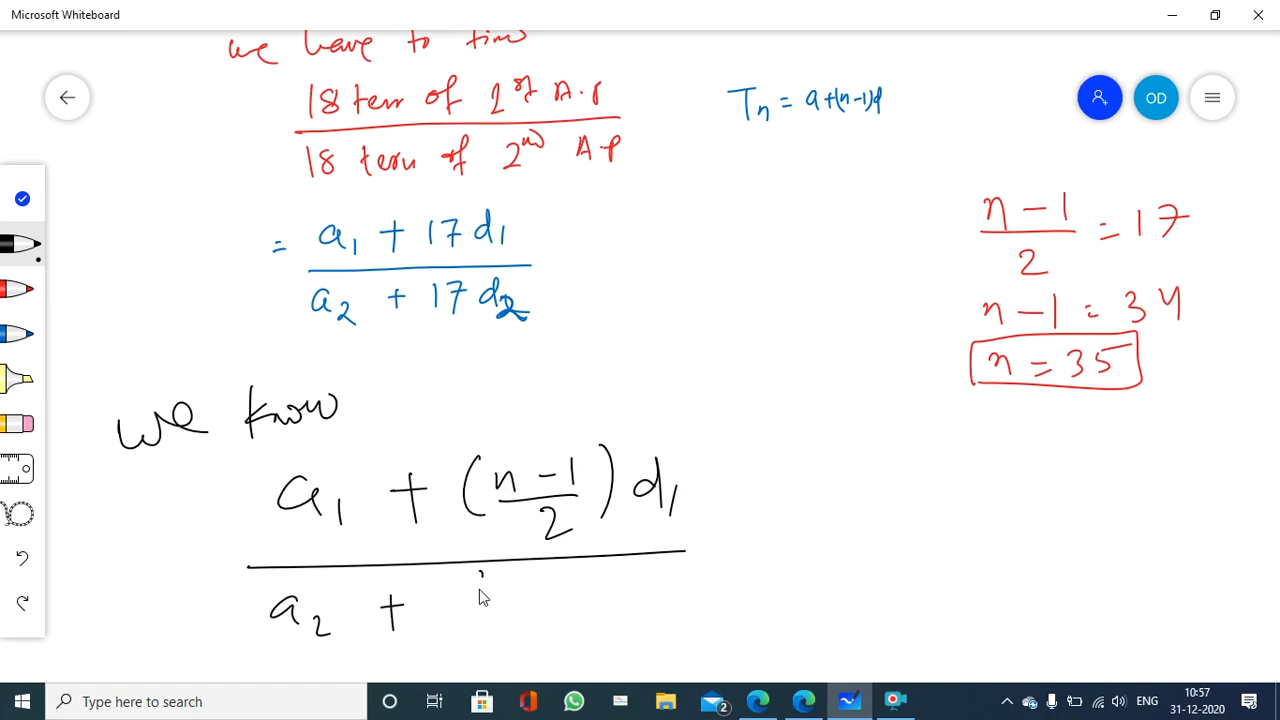 Microsoft Whiteboard
we have to find
18 term of 2st A.P
18 term of 2nd A P
Tn = a+(n-1)d
OD
= a1 + 17 d1
a2 + 17 d2
n - 1
2
= 17
n - 1 = 34
n = 35
we know
a1 + (n - 1
2) d1
a2 +
Type here to search
2
ENG
10:57
31-12-2020